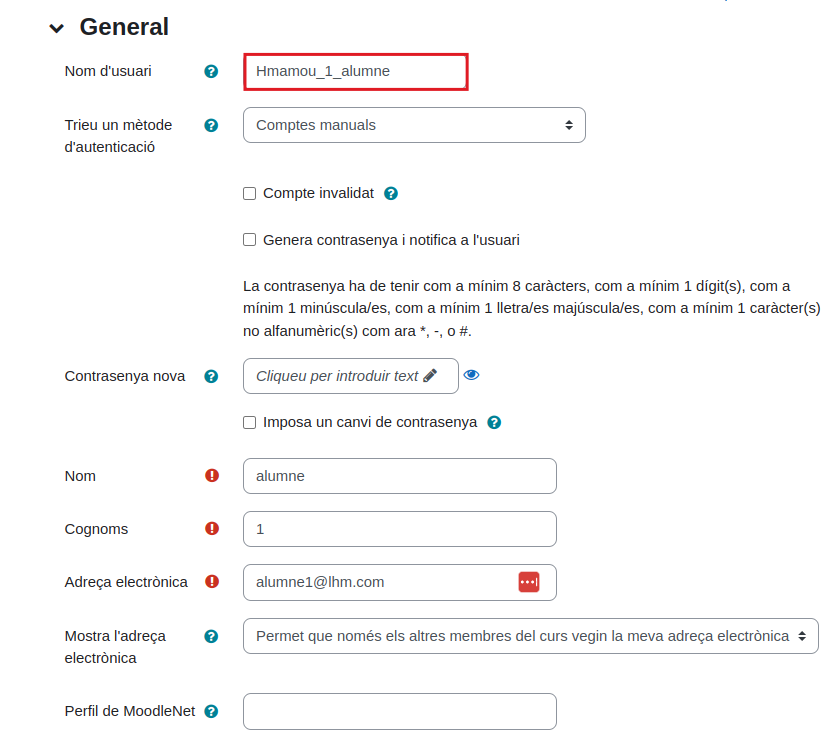 General
Nom d'usuari
Hmamou_1_alumne
Trieu un mètode
d'autenticació
Comptes manuals
Compte invalidat
Genera contrasenya i notifica a l'usuari
La contrasenya ha de tenir com a mínim 8 caràcters, com a mínim 1 dígit(s), com a
mínim 1 minúscula/es, com a mínim 1 lletra/es majúscula/es, com a mínim 1 caràcter(s)
no alfanumèric(s) com ara *, -, o #.
Contrasenya nova
Cliqueu per introduir text
Imposa un canvi de contrasenya
Nom
alumne
Cognoms
1
Adreça electrònica
alumne1@lhm.com
Mostra l'adreça
electrònica
Permet que només els altres membres del curs vegin la meva adreça electrònica
Perfil de MoodleNet